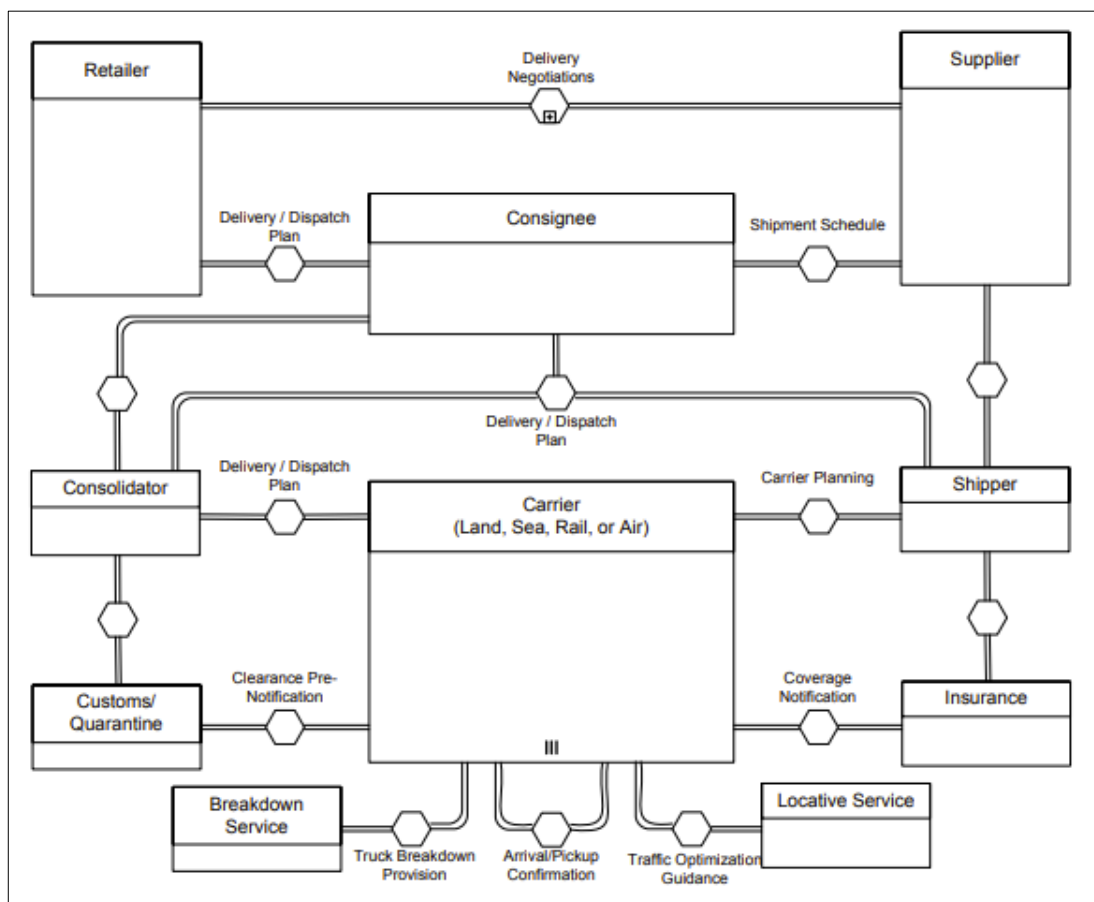 Retailer
Delivery
Negotiations
Supplier
Delivery / Dispatch
Plan
Consignee
Shipment Schedule
Delivery / Dispatch
Plan
Consolidator
Delivery / Dispatch
Plan
Carrier
(Land, Sea, Rail, or Air)
Carrier Planning
Shipper
Customs/
Quarantine
Clearance Pre-
Notification
Coverage
Notification
Insurance
Breakdown
Service
Truck Breakdown
Provision
Arrival/Pickup
Confirmation
Traffic Optimization
Guidance
Locative Service